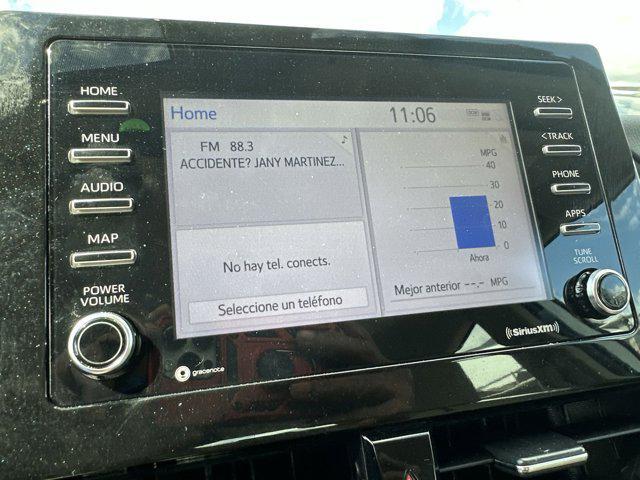 HOME
MENU
AUDIO
MAP
POWER
VOLUME
Home
11:06
FM 88.3
ACCIDENTE? JANY MARTINEZ...
No hay tel. conects.
Seleccione un teléfono
MPG
40
30
20
10
0
Ahora
Mejor anterior --.- MPG
SEEK >
< TRACK
PHONE
APPS
TUNE
SCROLL
((SiriusXM))
gracenote